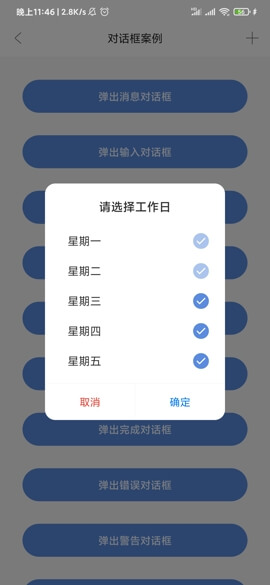 晚上11:46 | 2.8K/s
56
对话框案例
弹出消息对话框
弹出输入对话框
请选择工作日
星期一
星期二
星期三
星期四
星期五
取消
确定
弹出完成对话框
弹出错误对话框
弹出警告对话框